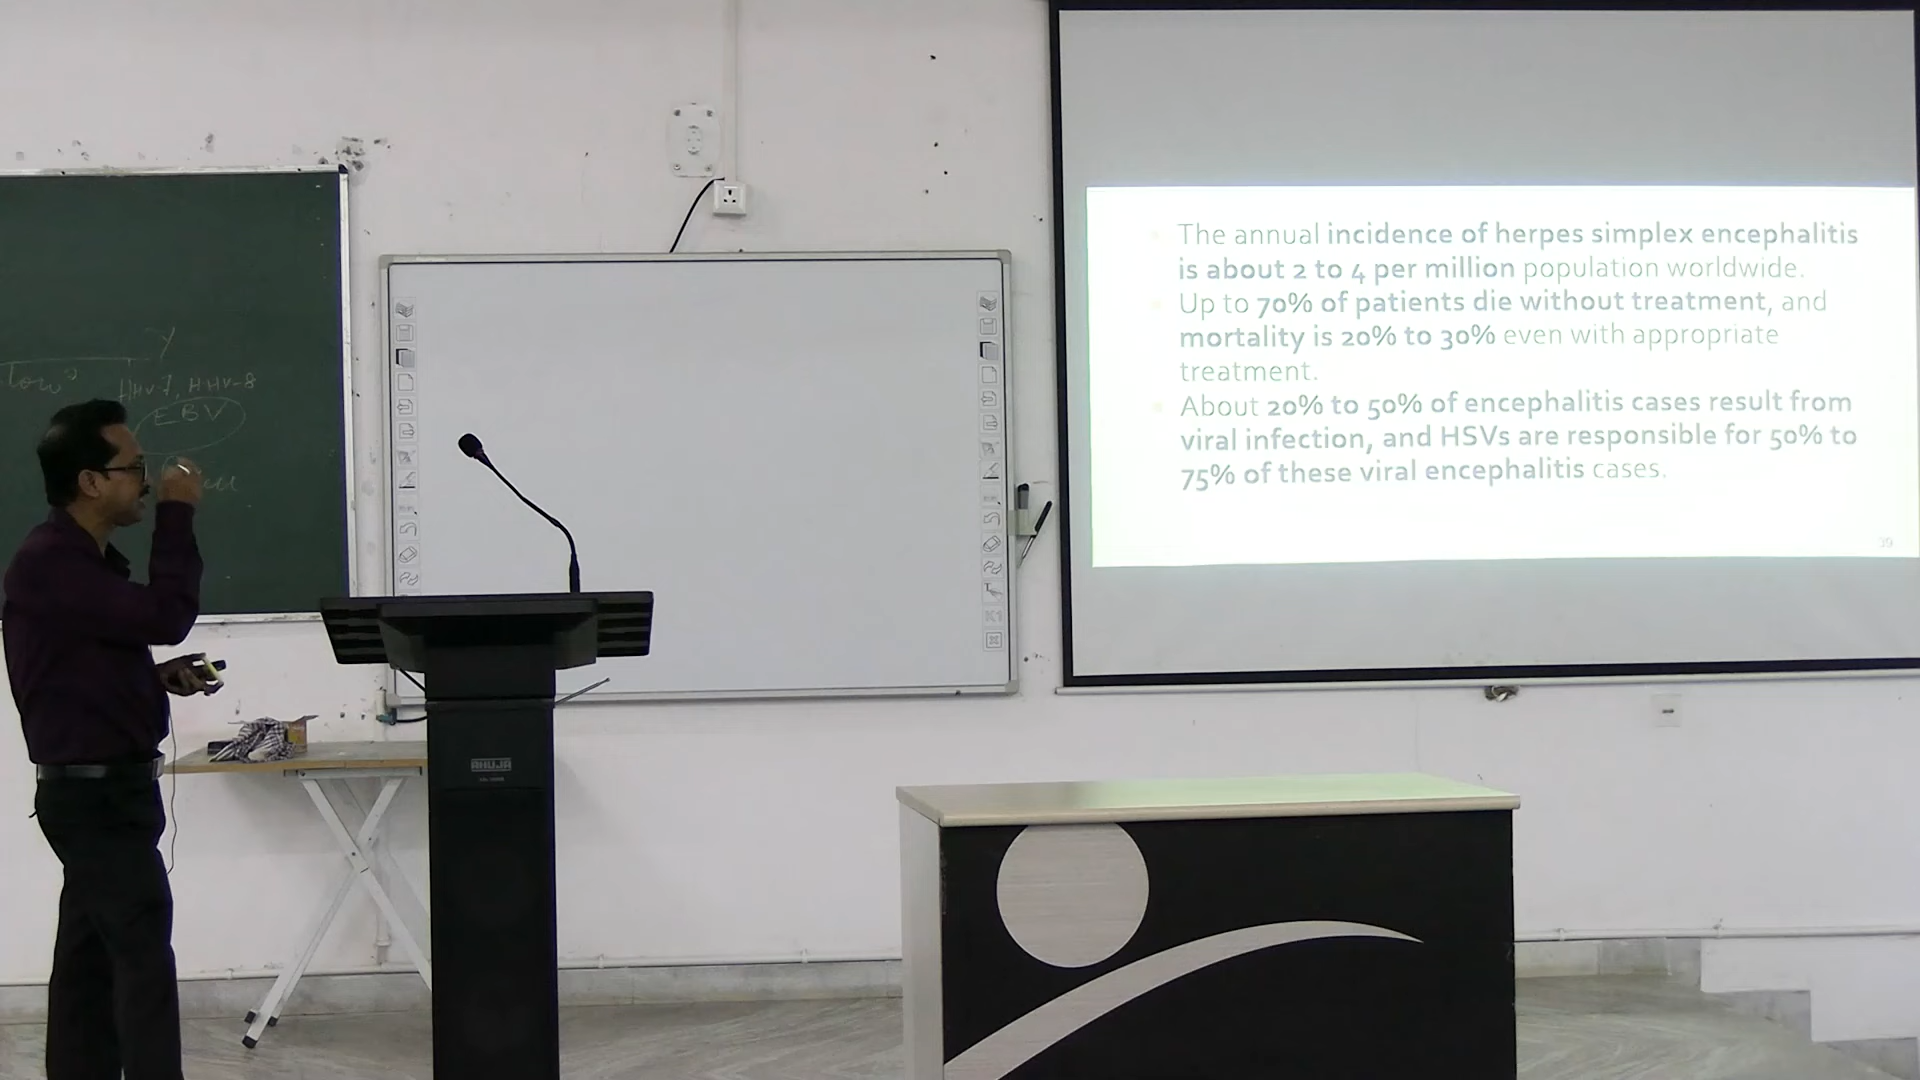 γ
HHV-7, HHV-8
EBV
The annual incidence of herpes simplex encephalitis
is about 2 to 4 per million population worldwide.
Up to 70% of patients die without treatment, and
mortality is 20% to 30% even with appropriate
treatment.
About 20% to 50% of encephalitis cases result from
viral infection, and HSVs are responsible for 50% to
75% of these viral encephalitis cases.
39
AHUJA